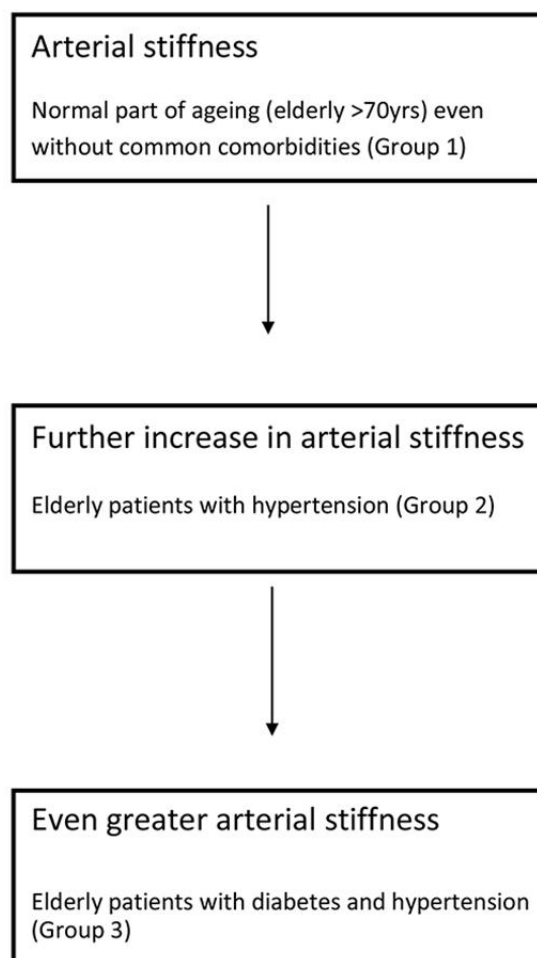 Arterial stiffness
Normal part of ageing (elderly >70yrs) even
without common comorbidities (Group 1)
Further increase in arterial stiffness
Elderly patients with hypertension (Group 2)
Even greater arterial stiffness
Elderly patients with diabetes and hypertension
(Group 3)